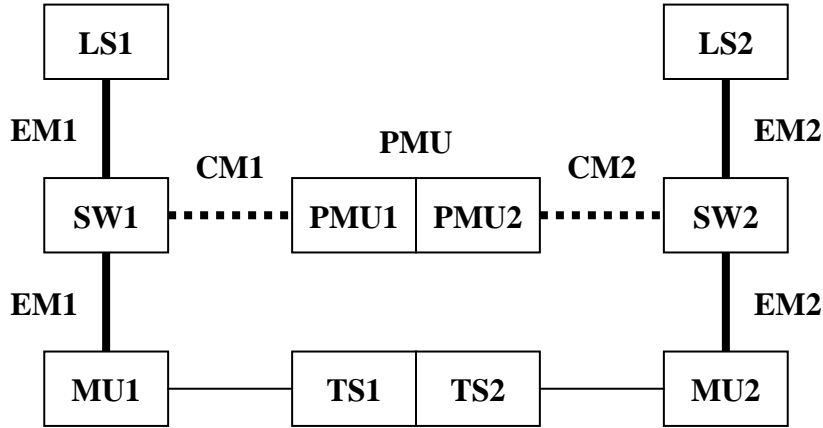 LS1
LS2
EM1
EM2
PMU
CM1
CM2
SW1
PMU1
PMU2
SW2
EM1
EM2
MU1
TS1
TS2
MU2